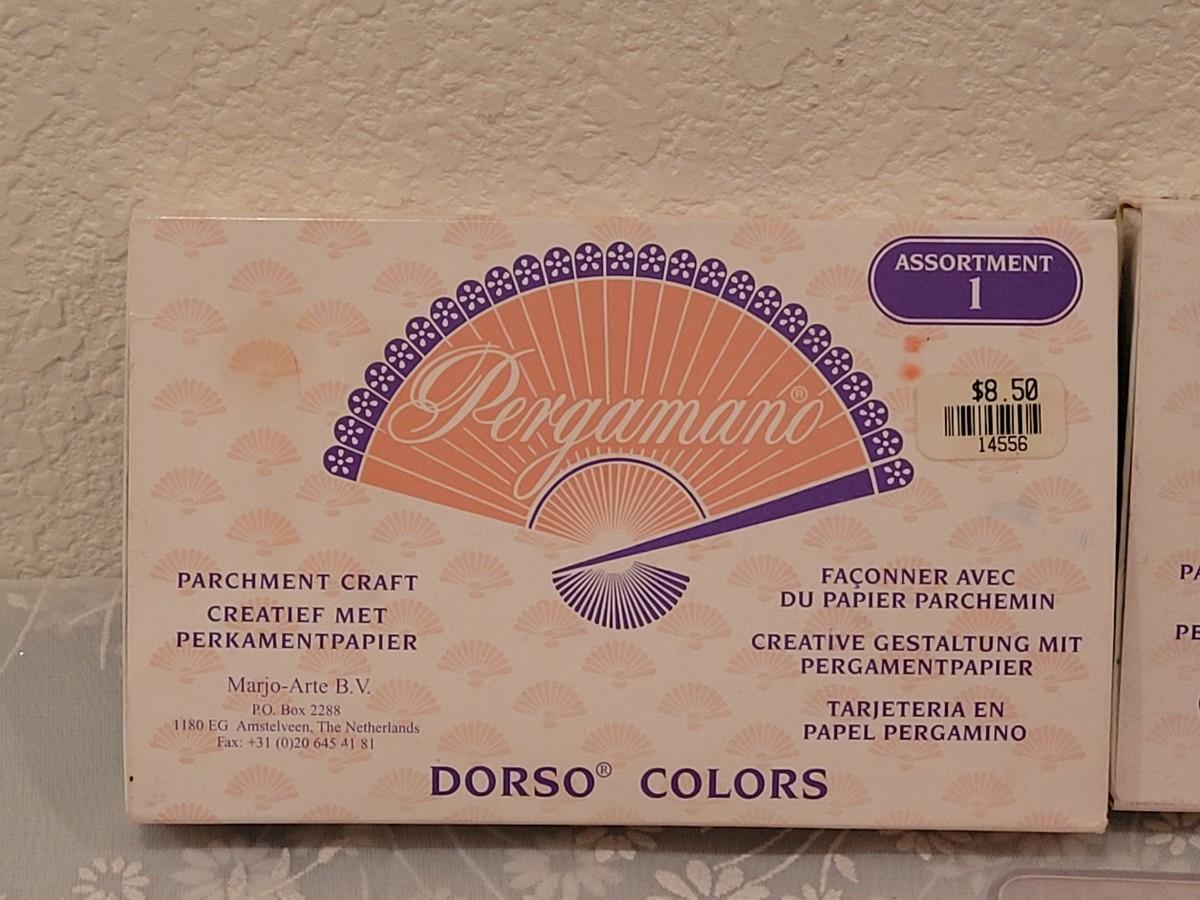 ASSORTMENT
1
Pergamano®
$8.50
14556
PARCHMENT CRAFT
CREATIEF MET
PERKAMENTPAPIER
Marjo-Arte B.V.
P.O. Box 2288
1180 EG Amstelveen, The Netherlands
Fax: +31 (0)20 645 41 81
FAÇONNER AVEC
DU PAPIER PARCHEMIN
CREATIVE GESTALTUNG MIT
PERGAMENTPAPIER
TARJETERIA EN
PAPEL PERGAMINO
DORSO® COLORS